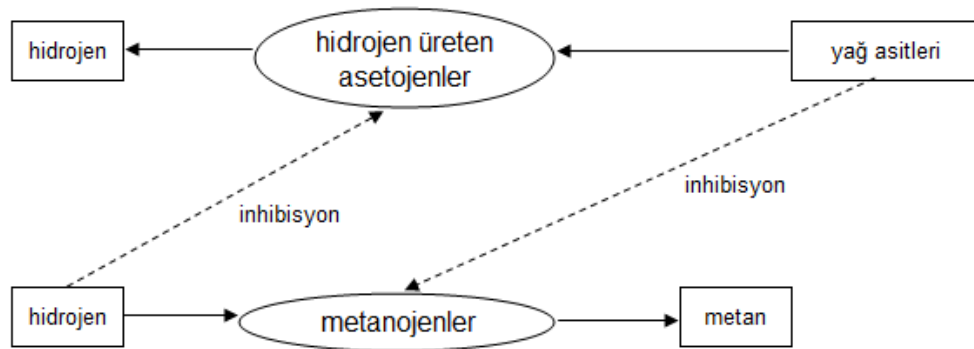 hidrojen
hidrojen üreten
asetojenler
yağ asitleri
inhibisyon
inhibisyon
hidrojen
metanojenler
metan